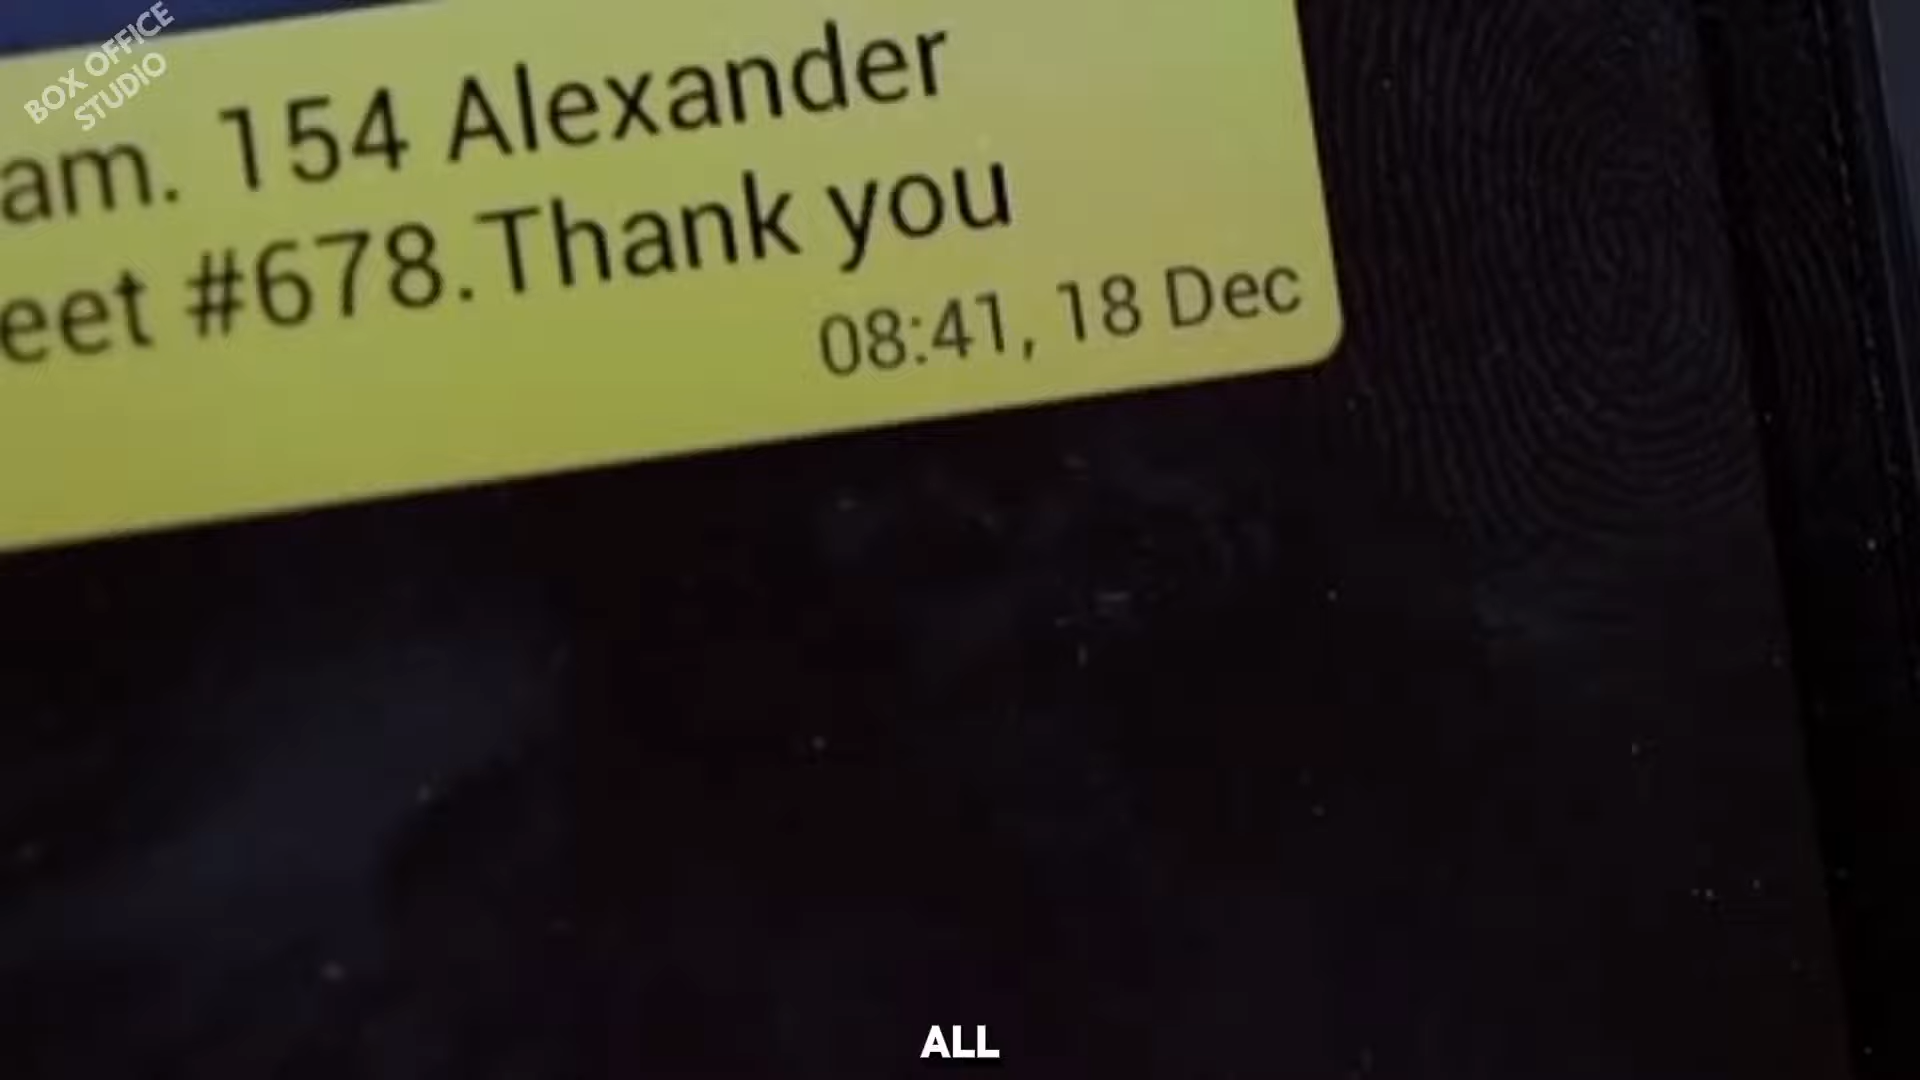 BOX OFFICE
STUDIO
am. 154 Alexander
eet #678.Thank you
08:41, 18 Dec
ALL